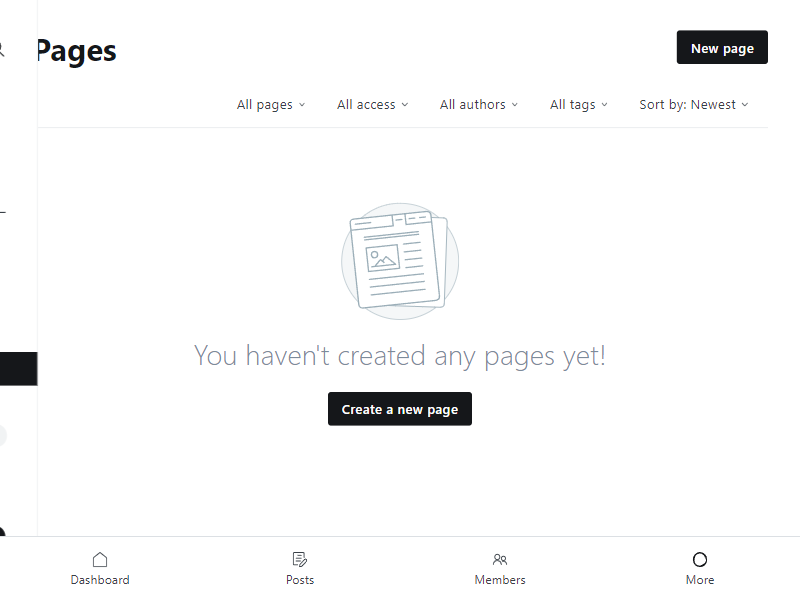 Pages
New page
All pages
All access
All authors
All tags
Sort by: Newest
You haven't created any pages yet!
Create a new page
Dashboard
Posts
Members
More